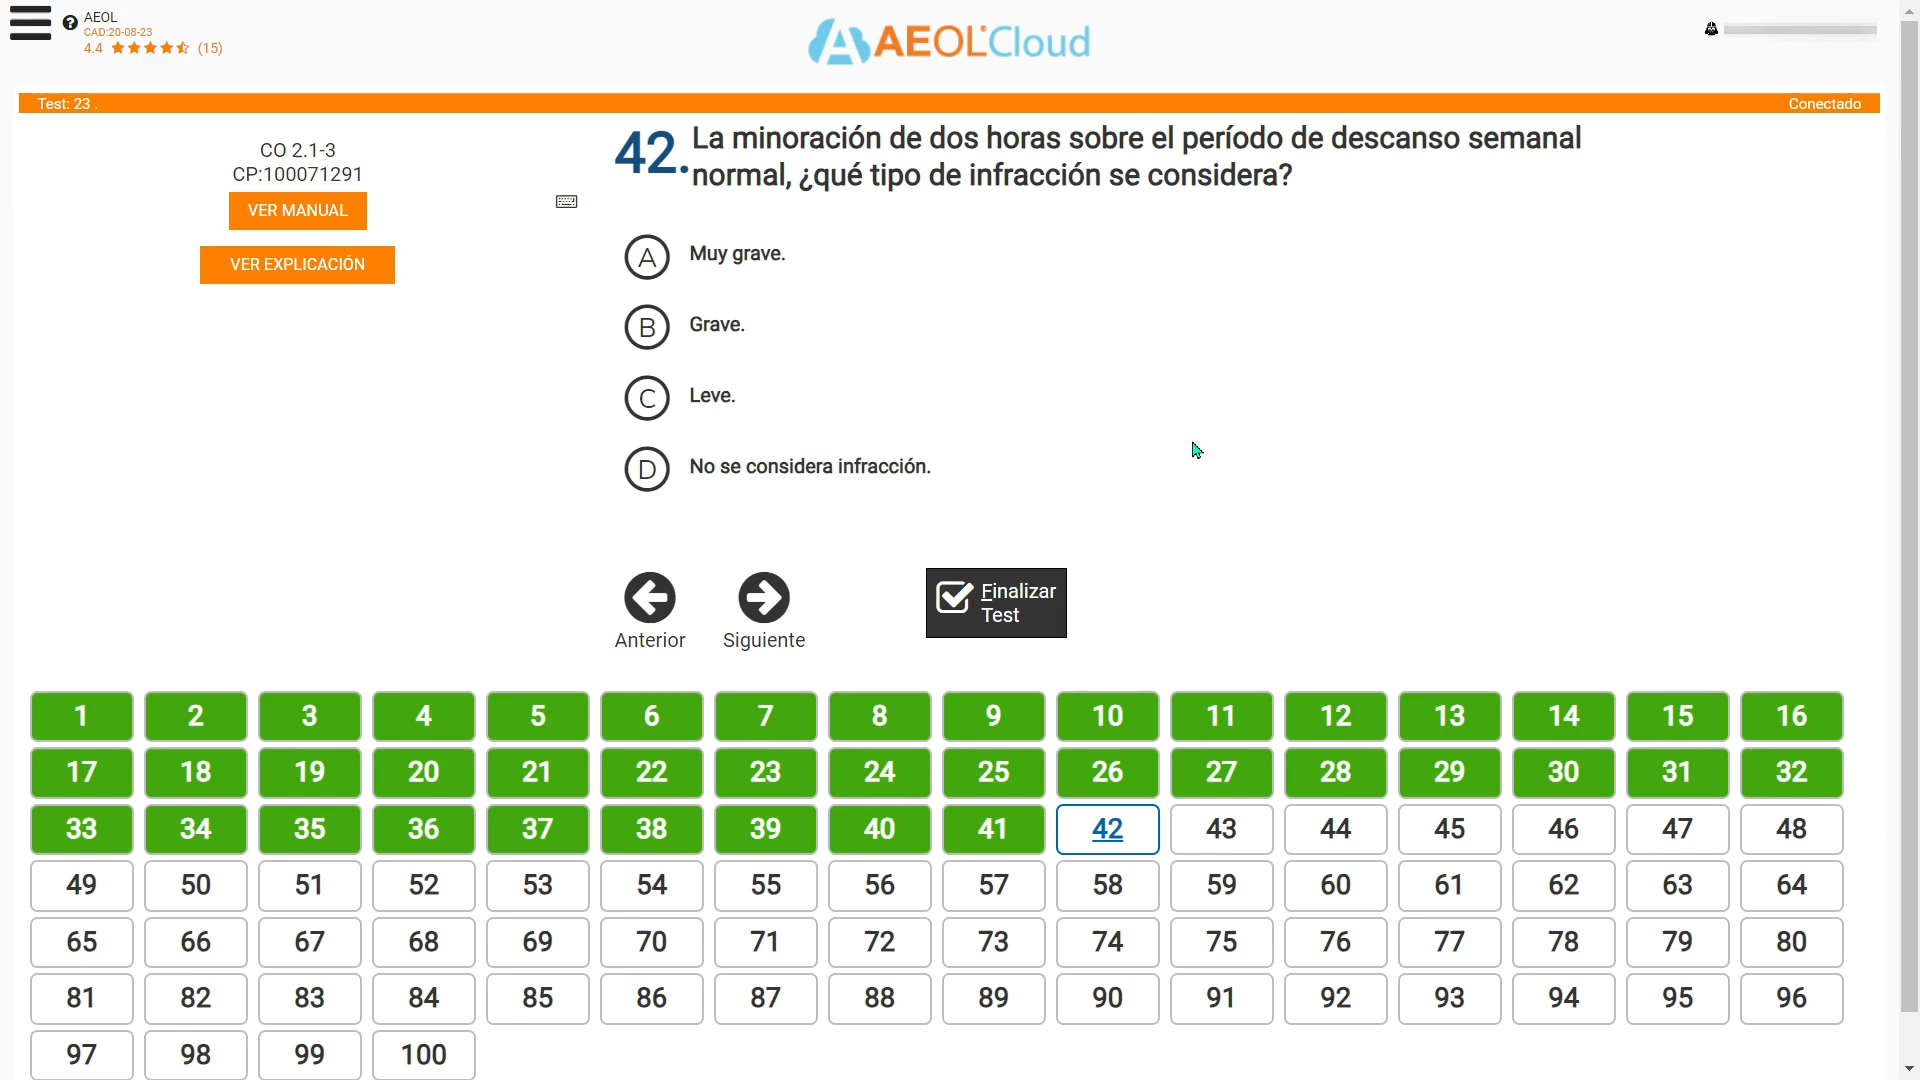 AEOL
CAD:20-08-23
4.4 (15)
AEOL Cloud
Test: 23 .
Conectado
CO 2.1-3
CP:100071291
VER MANUAL
VER EXPLICACIÓN
42. La minoración de dos horas sobre el período de descanso semanal
normal, ¿qué tipo de infracción se considera?
A Muy grave.
B Grave.
C Leve.
D No se considera infracción.
Anterior
Siguiente
Finalizar
Test
1 2 3 4 5 6 7 8 9 10 11 12 13 14 15 16
17 18 19 20 21 22 23 24 25 26 27 28 29 30 31 32
33 34 35 36 37 38 39 40 41 42 43 44 45 46 47 48
49 50 51 52 53 54 55 56 57 58 59 60 61 62 63 64
65 66 67 68 69 70 71 72 73 74 75 76 77 78 79 80
81 82 83 84 85 86 87 88 89 90 91 92 93 94 95 96
97 98 99 100